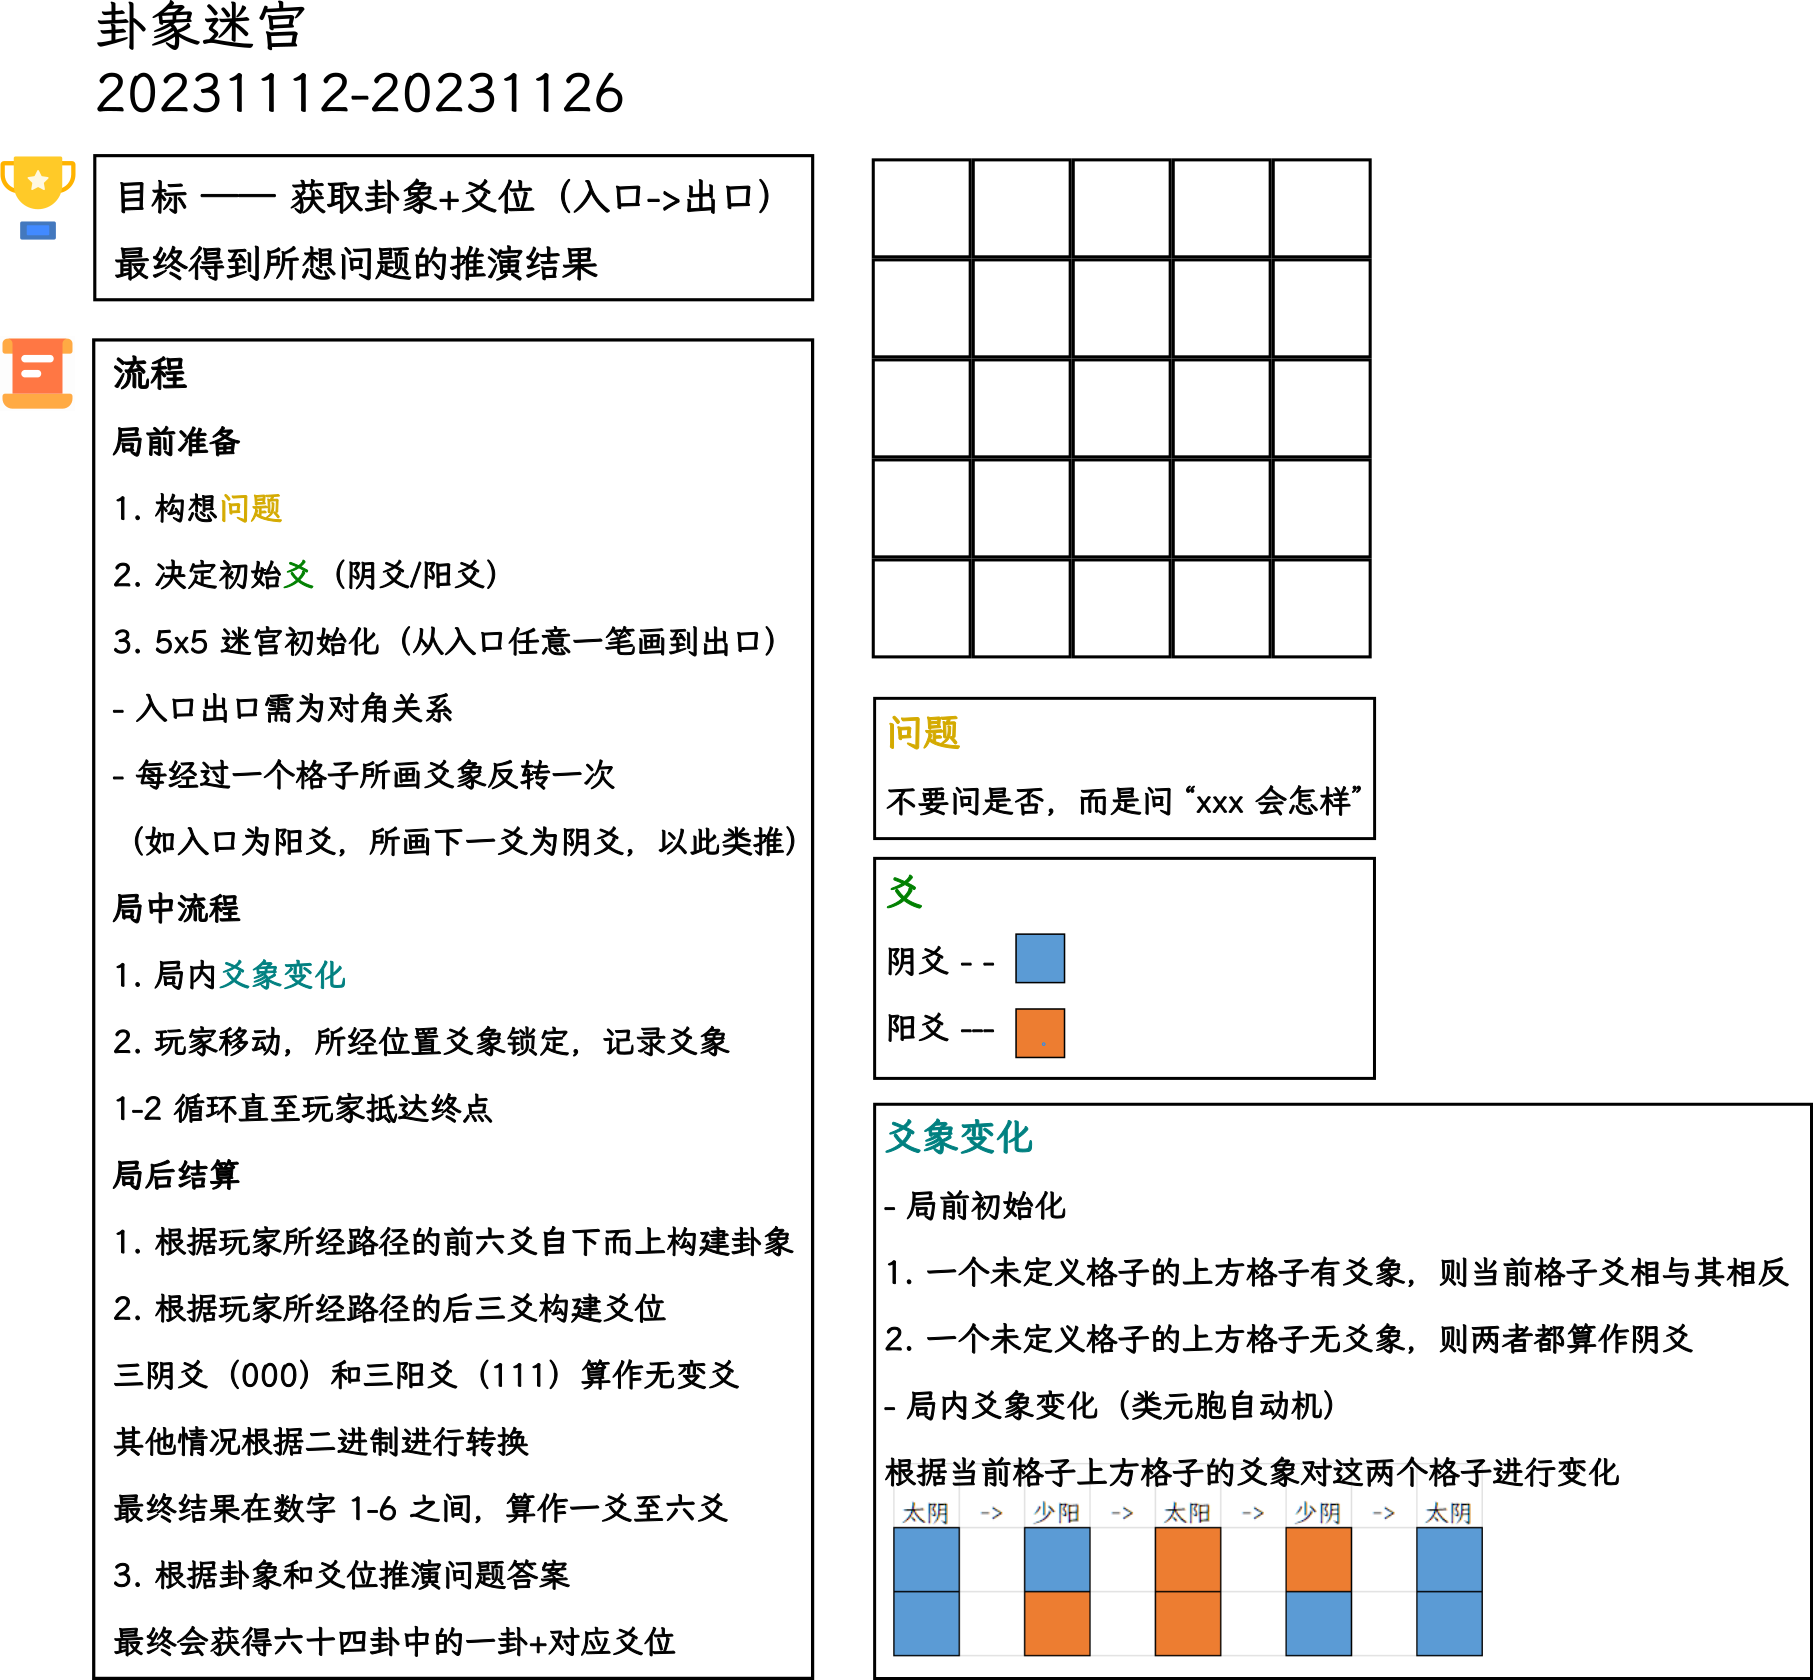 卦象迷宫
20231112-20231126
目标 —— 获取卦象+爻位（入口->出口）
最终得到所想问题的推演结果
流程
局前准备
1. 构想问题
2. 决定初始爻（阴爻/阳爻）
3. 5x5 迷宫初始化（从入口任意一笔画到出口）
- 入口出口需为对角关系
- 每经过一个格子所画爻象反转一次
（如入口为阳爻，所画下一爻为阴爻，以此类推）
局中流程
1. 局内爻象变化
2. 玩家移动，所经位置爻象锁定，记录爻象
1-2 循环直至玩家抵达终点
局后结算
1. 根据玩家所经路径的前六爻自下而上构建卦象
2. 根据玩家所经路径的后三爻构建爻位
三阴爻（000）和三阳爻（111）算作无变爻
其他情况根据二进制进行转换
最终结果在数字 1-6 之间，算作一爻至六爻
3. 根据卦象和爻位推演问题答案
最终会获得六十四卦中的一卦+对应爻位
问题
不要问是否，而是问 “xxx 会怎样”
爻
阴爻 - -
阳爻 ---
爻象变化
- 局前初始化
1. 一个未定义格子的上方格子有爻象，则当前格子爻相与其相反
2. 一个未定义格子的上方格子无爻象，则两者都算作阴爻
- 局内爻象变化（类元胞自动机）
根据当前格子上方格子的爻象对这两个格子进行变化
太阴 -> 少阳 -> 太阳 -> 少阴 -> 太阴